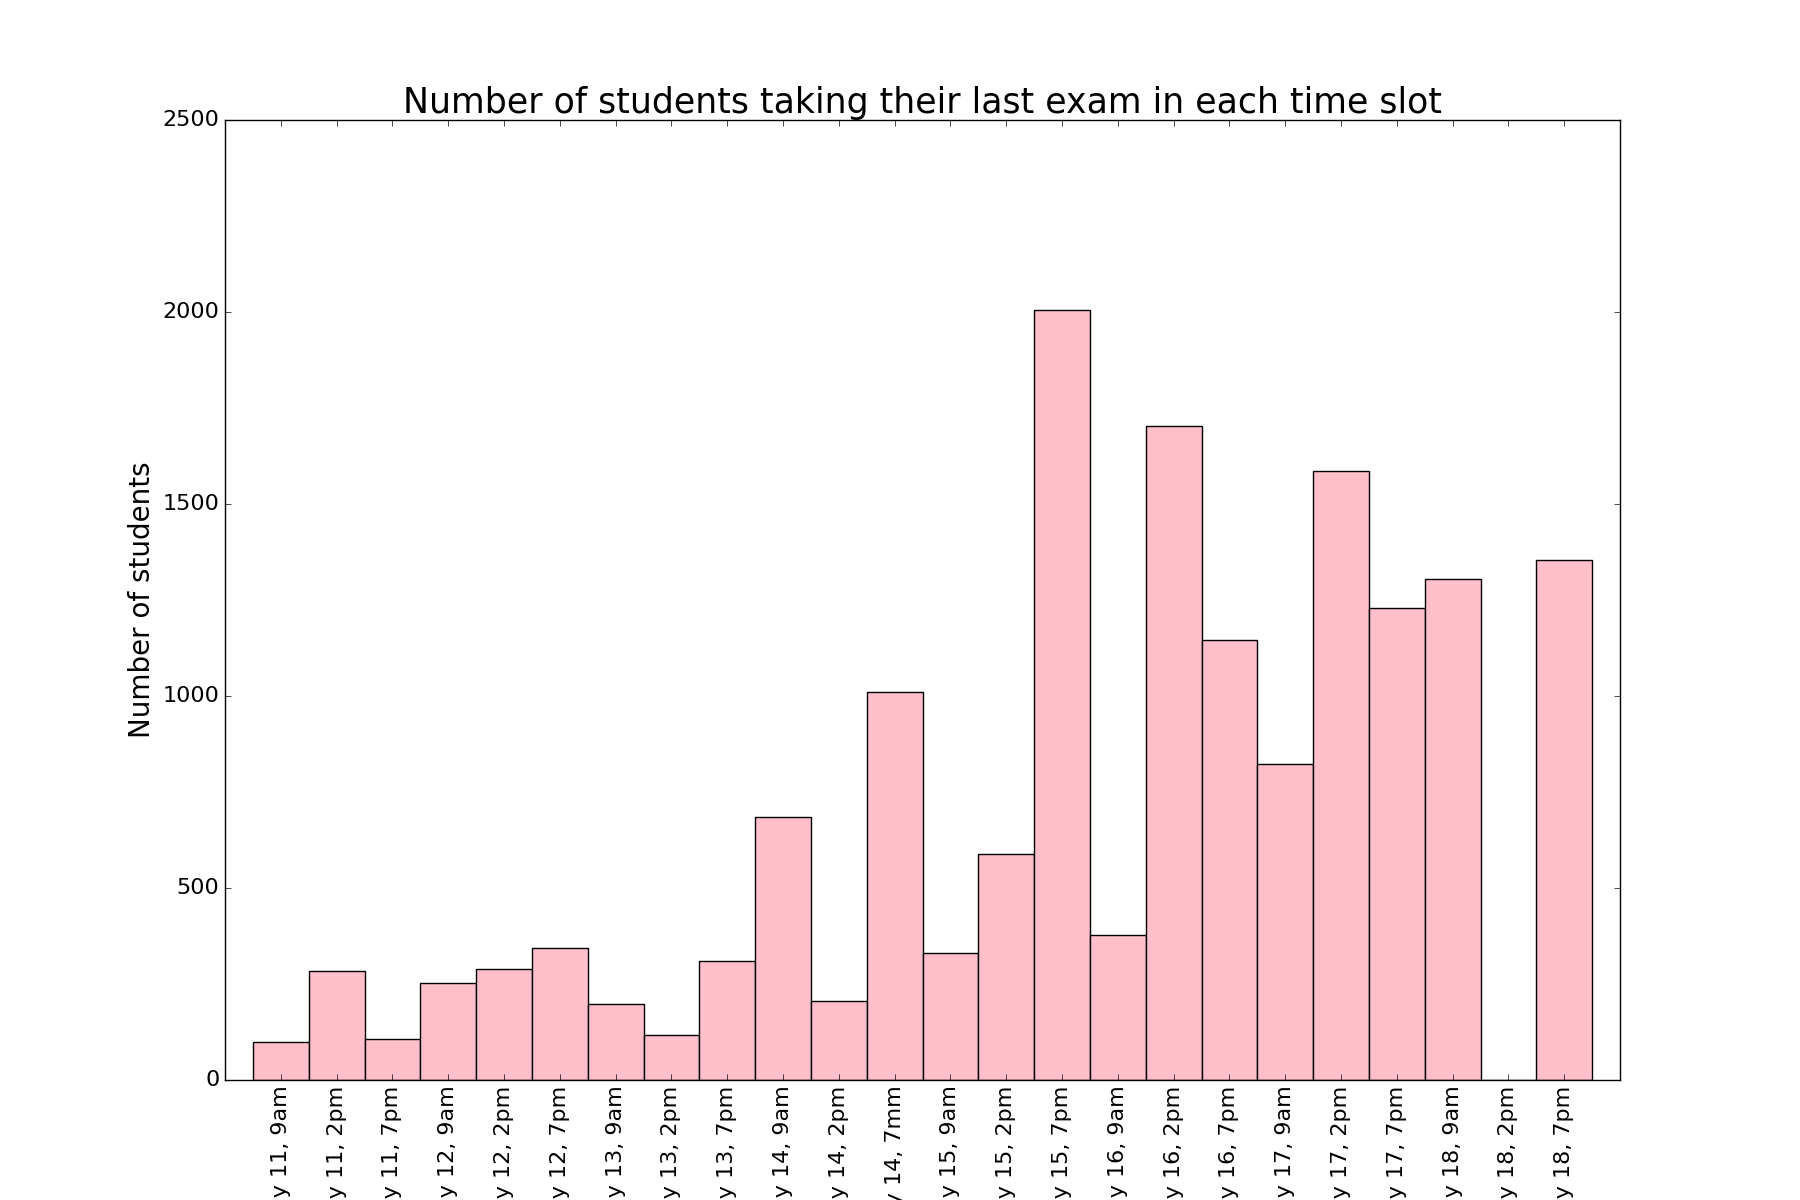 Number of students taking their last exam in each time slot
Number of students
2500
2000
1500
1000
500
0
y 11, 9am
y 11, 2pm
y 11, 7pm
y 12, 9am
y 12, 2pm
y 12, 7pm
y 13, 9am
y 13, 2pm
y 13, 7pm
y 14, 9am
y 14, 2pm
y 14, 7mm
y 15, 9am
y 15, 2pm
y 15, 7pm
y 16, 9am
y 16, 2pm
y 16, 7pm
y 17, 9am
y 17, 2pm
y 17, 7pm
y 18, 9am
y 18, 2pm
y 18, 7pm